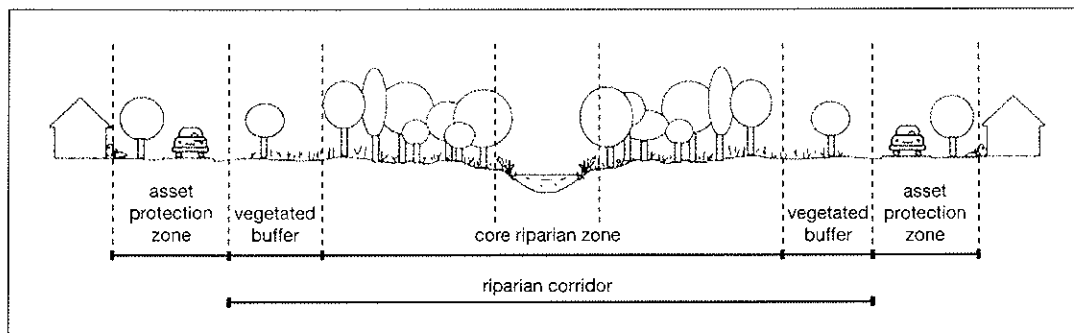 asset
protection
zone
vegetated
buffer
core riparian zone
vegetated
buffer
asset
protection
zone
riparian corridor